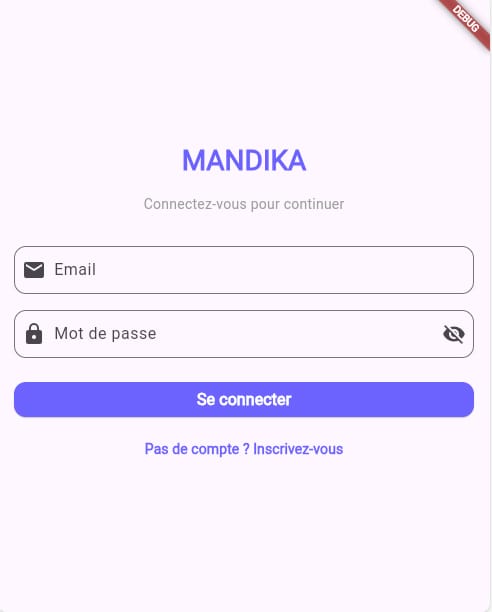 DEBUG
MANDIKA
Connectez-vous pour continuer
Email
Mot de passe
Se connecter
Pas de compte ? Inscrivez-vous